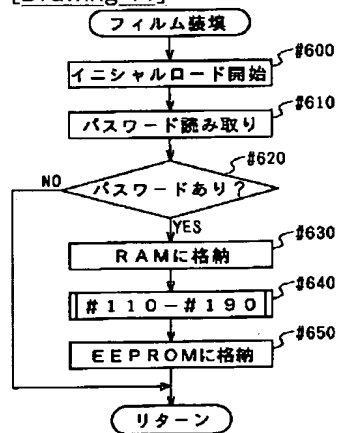 フィルム装填
#600
イニシャルロード開始
#610
パスワード読み取り
#620
パスワードあり?
NO
YES
#630
RAMに格納
#640
#110-#190
#650
EEPROMに格納
リターン